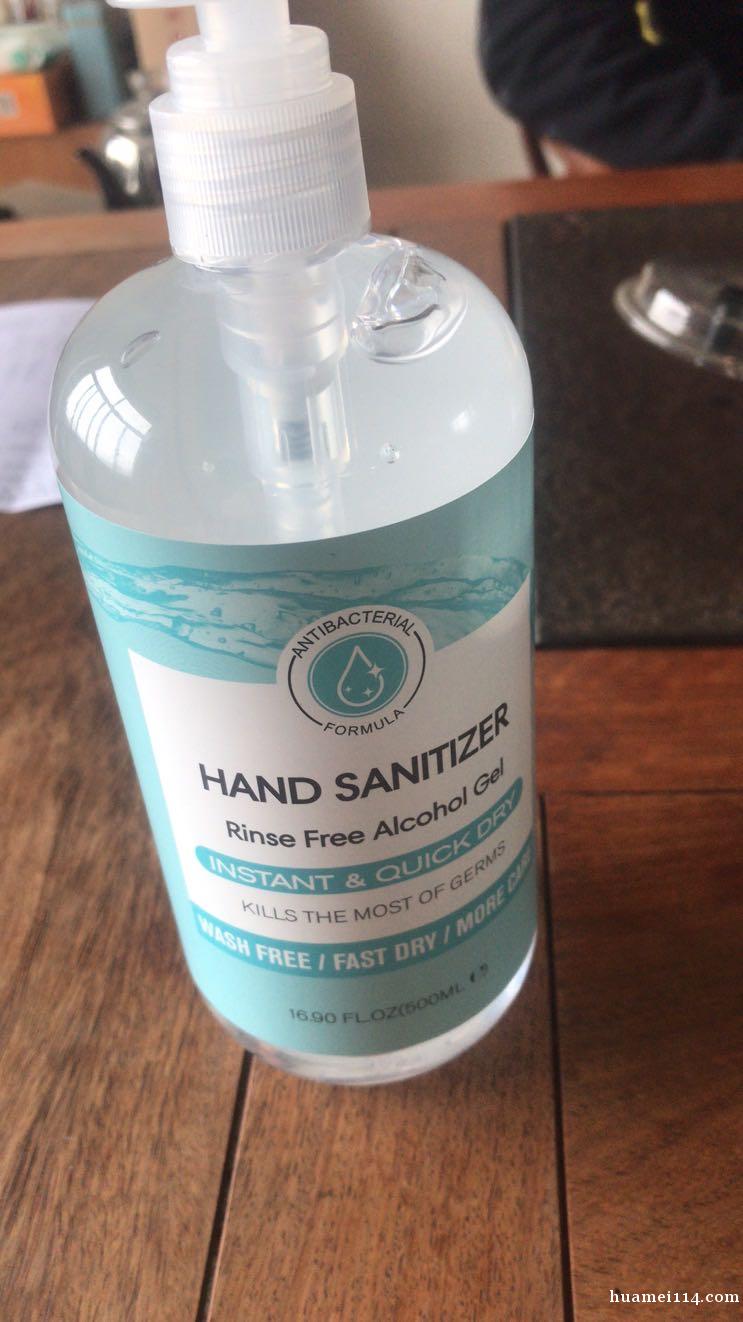 ANTIBACTERIAL
FORMULA
HAND SANITIZER
Rinse Free Alcohol Gel
INSTANT & QUICK DRY
KILLS THE MOST OF GERMS
WASH FREE / FAST DRY / MORE CARE
16.90 FL.OZ(500ML ℮)
huamei114.com